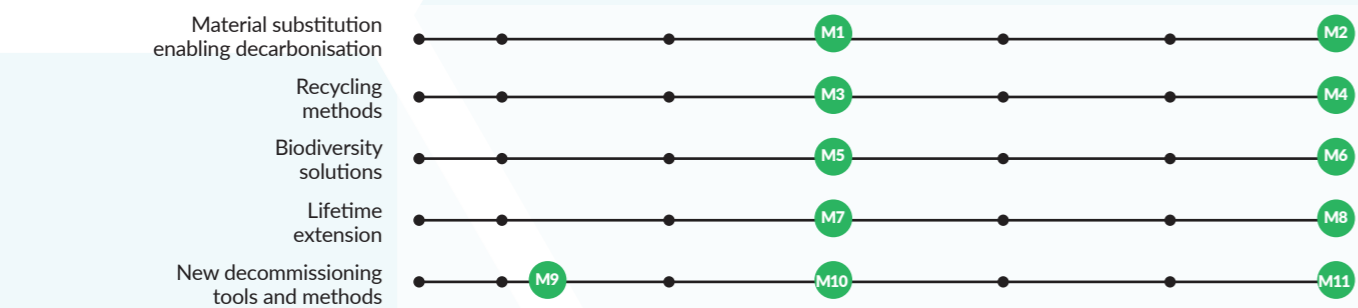 Material substitution
enabling decarbonisation
M1
M2
Recycling
methods
M3
M4
Biodiversity
solutions
M5
M6
Lifetime
extension
M7
M8
New decommissioning
tools and methods
M9
M10
M11